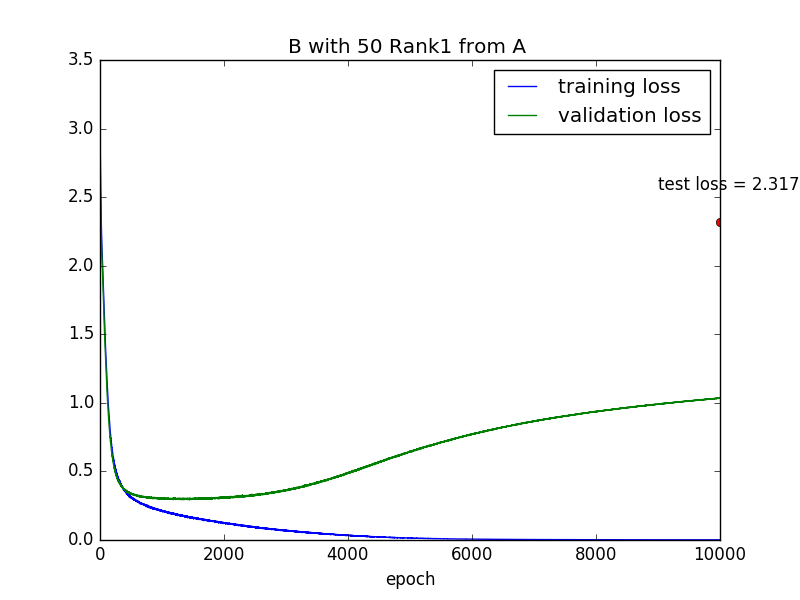 B with 50 Rank1 from A
3.5
3.0
2.5
2.0
1.5
1.0
0.5
0.0
training loss
validation loss
test loss = 2.317
0 2000 4000 6000 8000 10000
epoch